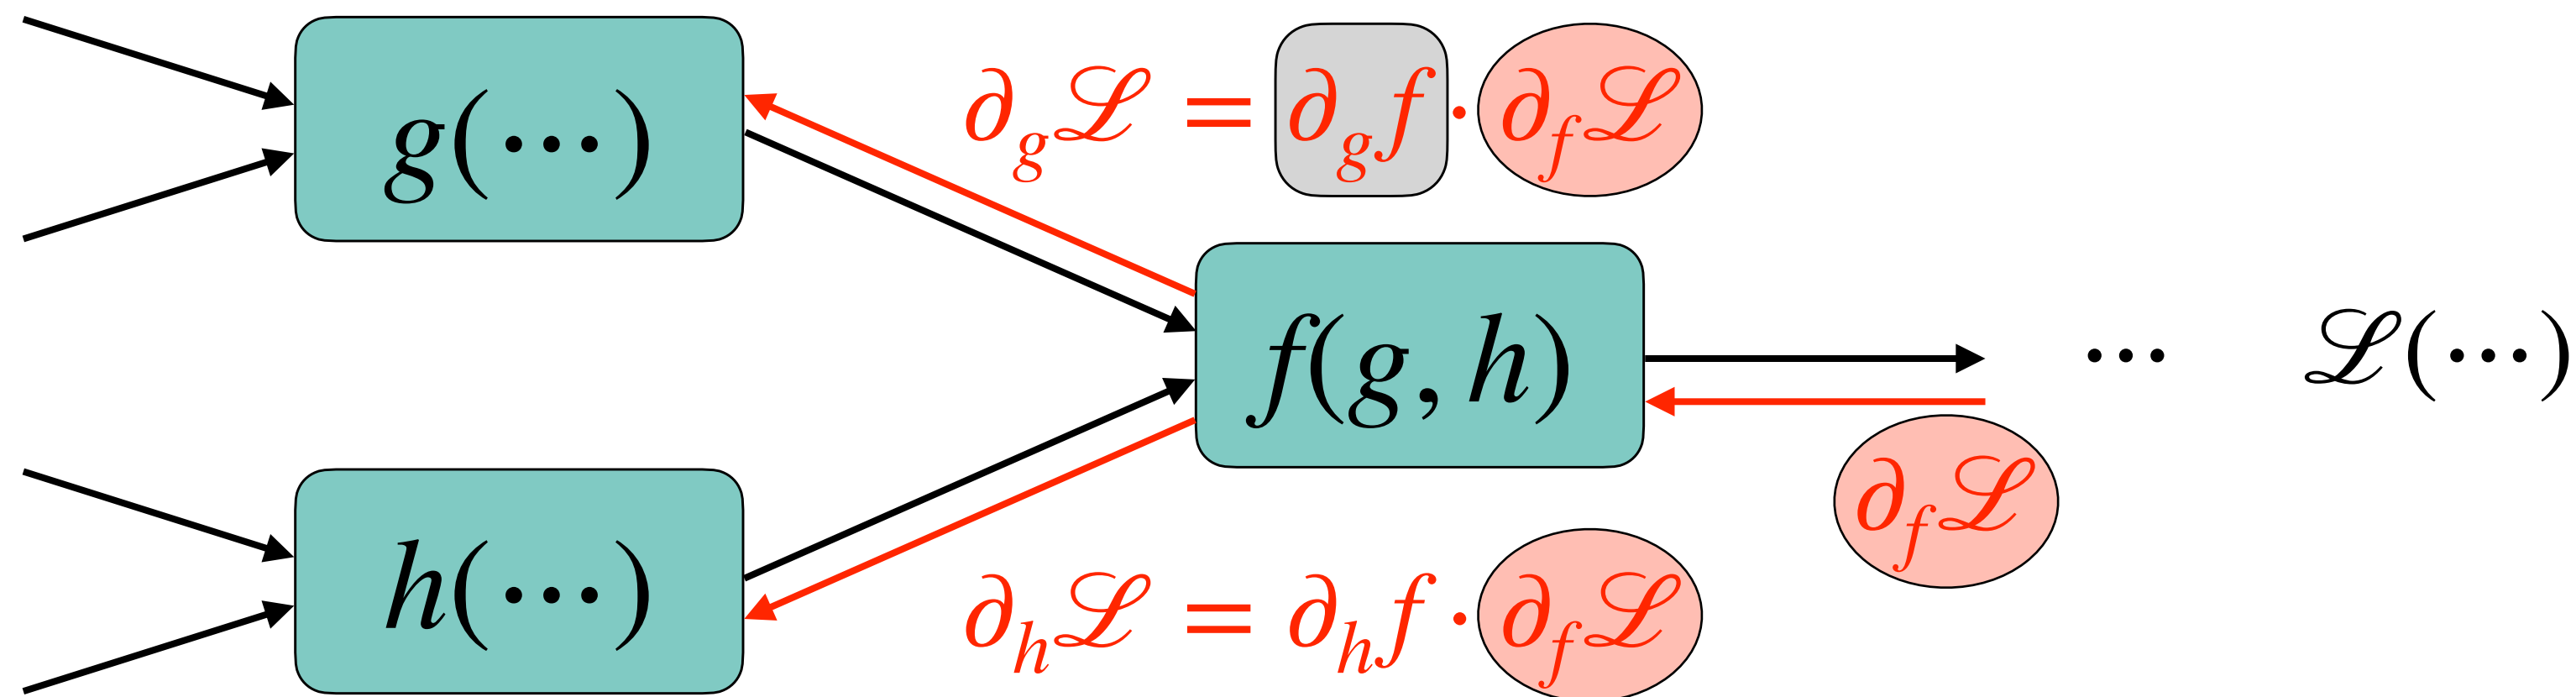 g(⋯)
∂_gℒ = ∂_g f · ∂_fℒ
f(g, h)
⋯
ℒ(⋯)
∂_fℒ
h(⋯)
∂_hℒ = ∂_h f · ∂_fℒ